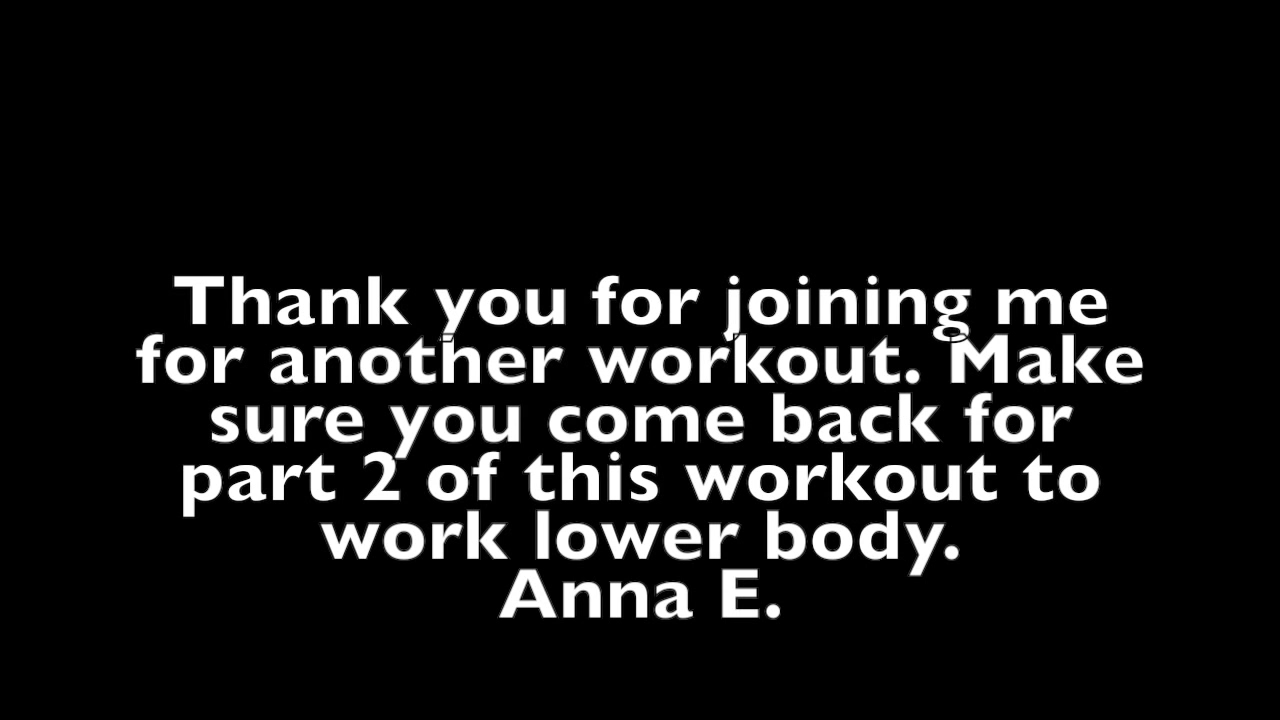 Thank you for joining me
for another workout. Make
sure you come back for
part 2 of this workout to
work lower body.
Anna E.